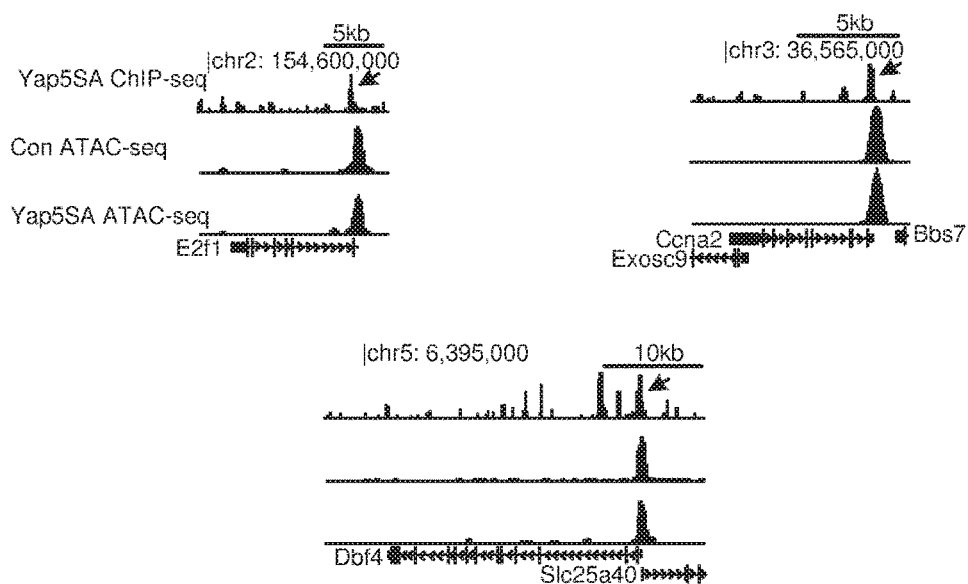 5kb
|chr2: 154,600,000
Yap5SA ChIP-seq
Con ATAC-seq
Yap5SA ATAC-seq
E2f1
5kb
|chr3: 36,565,000
Ccna2
Bbs7
Exosc9
|chr5: 6,395,000
10kb
Dbf4
Slc25a40